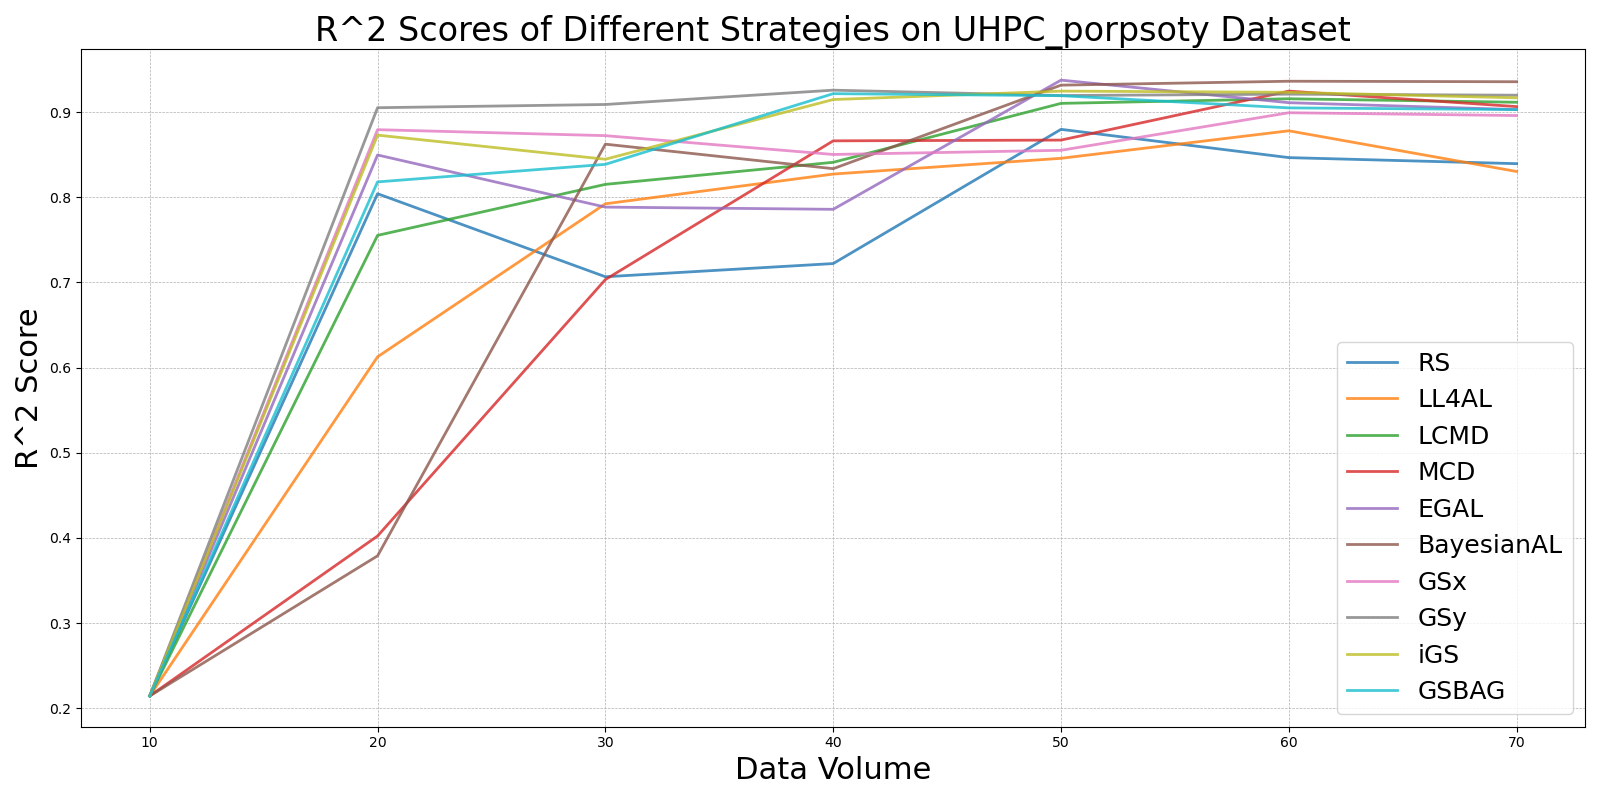 R^2 Scores of Different Strategies on UHPC_porpsoty Dataset
R^2 Score
0.9
0.8
0.7
0.6
0.5
0.4
0.3
0.2
10 20 30 40 50 60 70
Data Volume
RS
LL4AL
LCMD
MCD
EGAL
BayesianAL
GSx
GSy
iGS
GSBAG